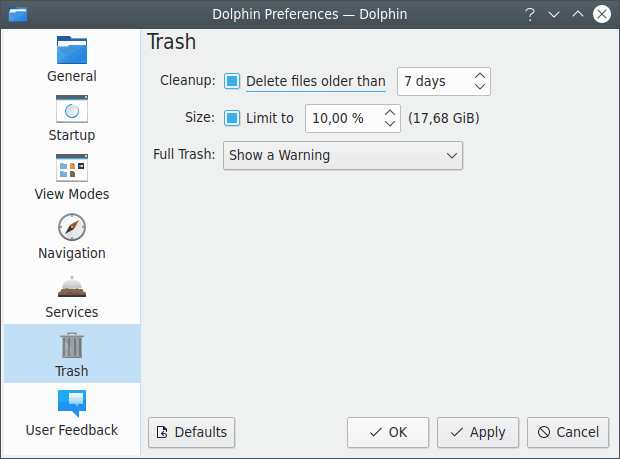 Dolphin Preferences — Dolphin
General
Startup
View Modes
Navigation
Services
Trash
User Feedback
Trash
Cleanup: Delete files older than 7 days
Size: Limit to 10,00 % (17,68 GiB)
Full Trash: Show a Warning
Defaults OK Apply Cancel